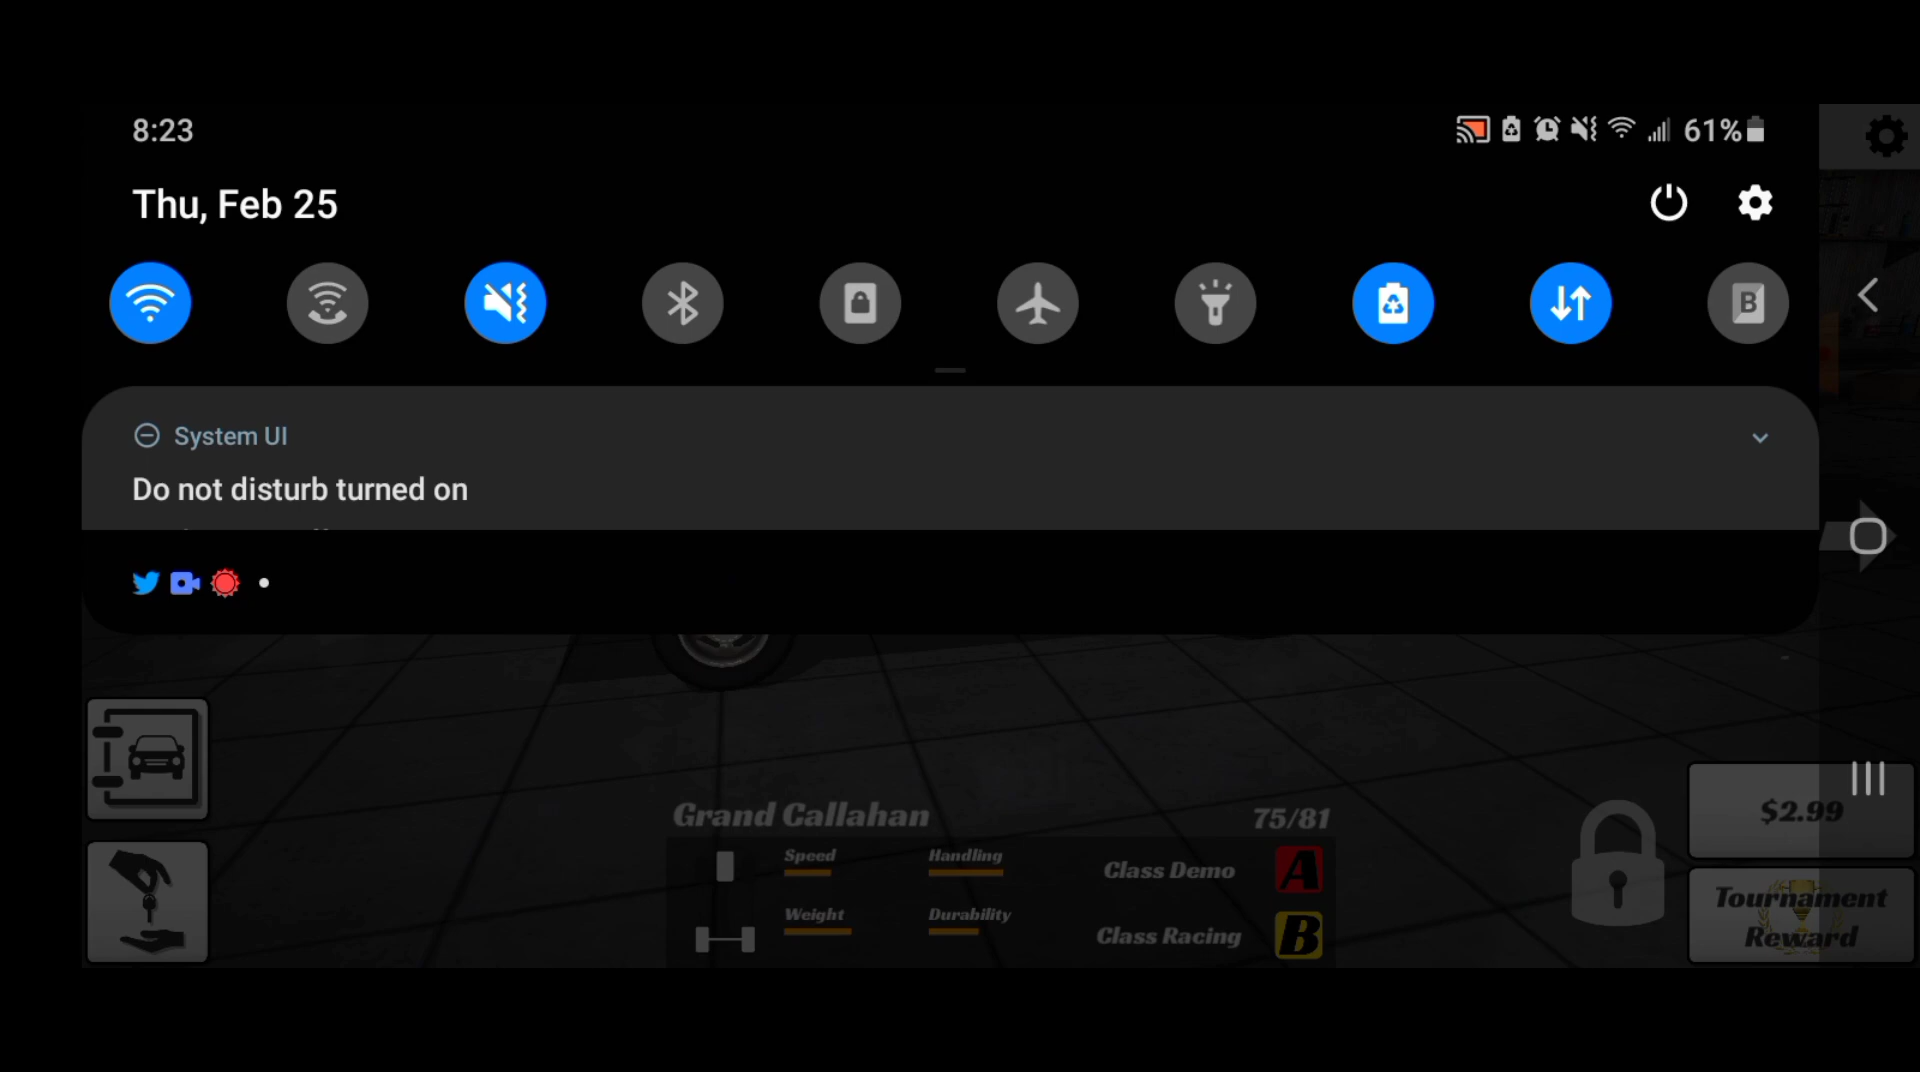 8:23
61%
Thu, Feb 25
B
System UI
Do not disturb turned on
Grand Callahan
75/81
Speed
Handling
Class Demo
A
Weight
Durability
Class Racing
B
$2.99
Tournament
Reward